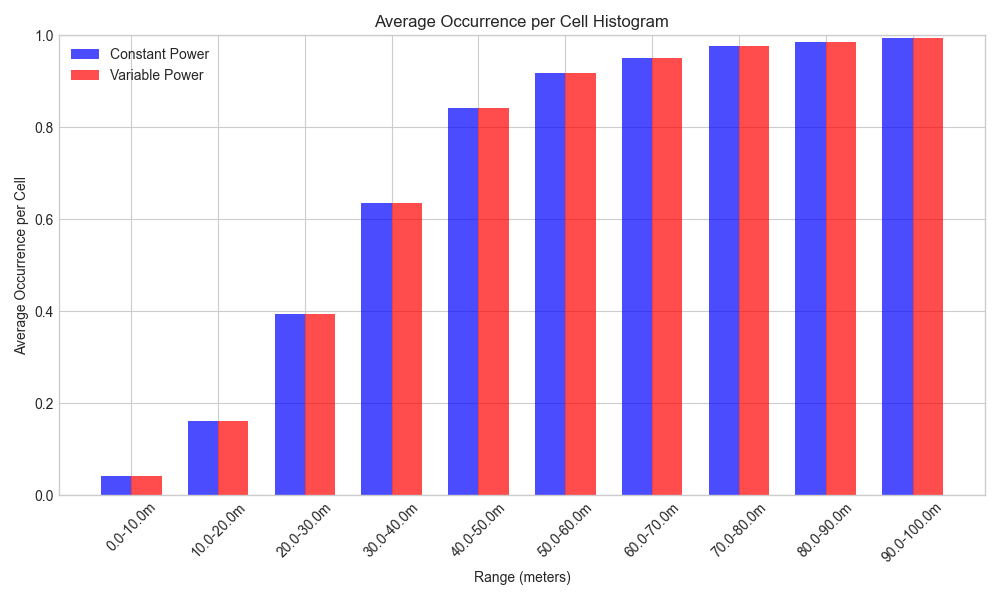 Average Occurrence per Cell Histogram
Constant Power
Variable Power
Average Occurrence per Cell
1.0
0.8
0.6
0.4
0.2
0.0
0.0-10.0m
10.0-20.0m
20.0-30.0m
30.0-40.0m
40.0-50.0m
50.0-60.0m
60.0-70.0m
70.0-80.0m
80.0-90.0m
90.0-100.0m
Range (meters)